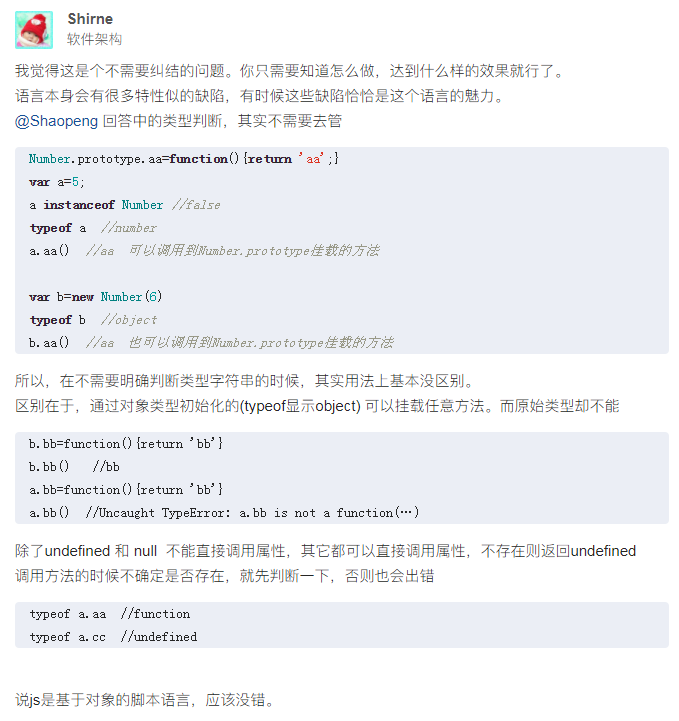 Shirne
软件架构
我觉得这是个不需要纠结的问题。你只需要知道怎么做，达到什么样的效果就行了。
语言本身会有很多特性似的缺陷，有时候这些缺陷恰恰是这个语言的魅力。
@Shaopeng 回答中的类型判断，其实不需要去管
Number.prototype.aa=function(){return 'aa';}
var a=5;
a instanceof Number //false
typeof a  //number
a.aa()  //aa  可以调用到Number.prototype挂载的方法
var b=new Number(6)
typeof b  //object
b.aa()  //aa  也可以调用到Number.prototype挂载的方法
所以，在不需要明确判断类型字符串的时候，其实用法上基本没区别。
区别在于，通过对象类型初始化的(typeof显示object) 可以挂载任意方法。而原始类型却不能
b.bb=function(){return 'bb'}
b.bb()   //bb
a.bb=function(){return 'bb'}
a.bb()  //Uncaught TypeError: a.bb is not a function(…)
除了undefined 和 null  不能直接调用属性，其它都可以直接调用属性，不存在则返回undefined
调用方法的时候不确定是否存在，就先判断一下，否则也会出错
typeof a.aa  //function
typeof a.cc  //undefined
说js是基于对象的脚本语言，应该没错。